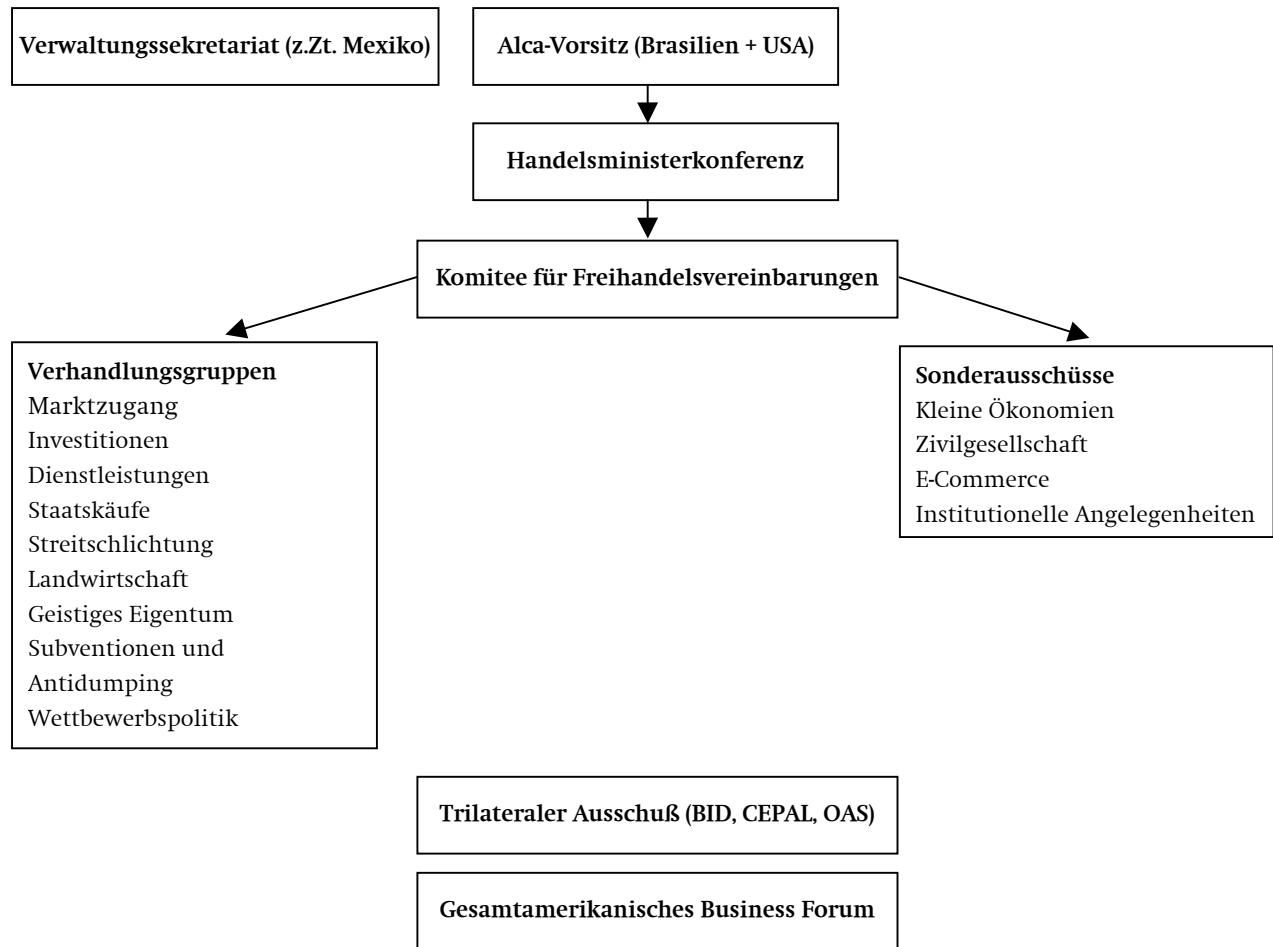 Verwaltungssekretariat (z.Zt. Mexiko)
Alca-Vorsitz (Brasilien + USA)
Handelsministerkonferenz
Komitee für Freihandelsvereinbarungen
Verhandlungsgruppen
Marktzugang
Investitionen
Dienstleistungen
Staatskäufe
Streitschlichtung
Landwirtschaft
Geistiges Eigentum
Subventionen und
Antidumping
Wettbewerbspolitik
Sonderausschüsse
Kleine Ökonomien
Zivilgesellschaft
E-Commerce
Institutionelle Angelegenheiten
Trilateraler Ausschuß (BID, CEPAL, OAS)
Gesamtamerikanisches Business Forum